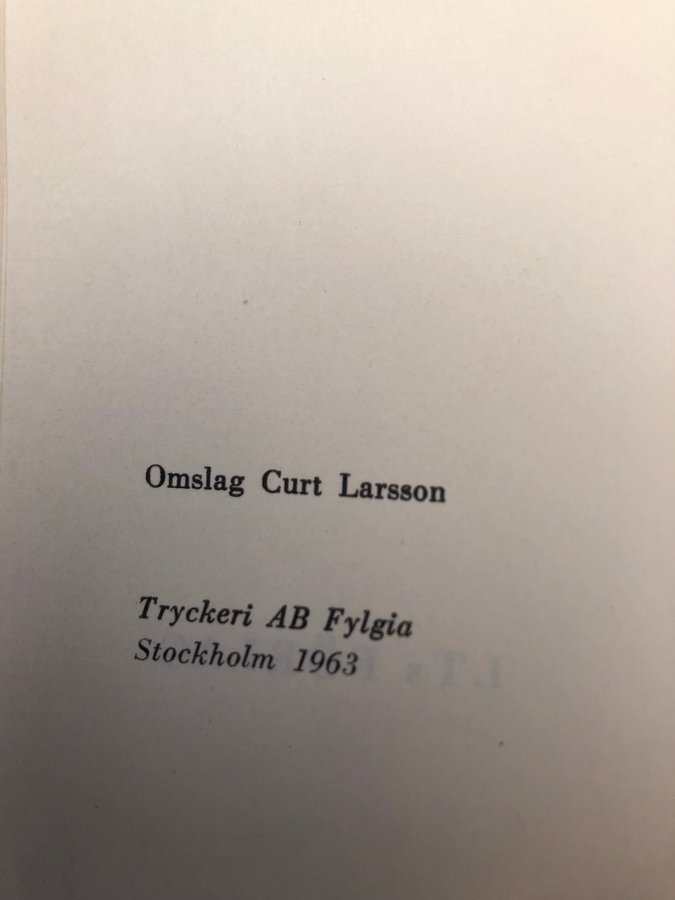 Omslag Curt Larsson
Tryckeri AB Fylgia
Stockholm 1963